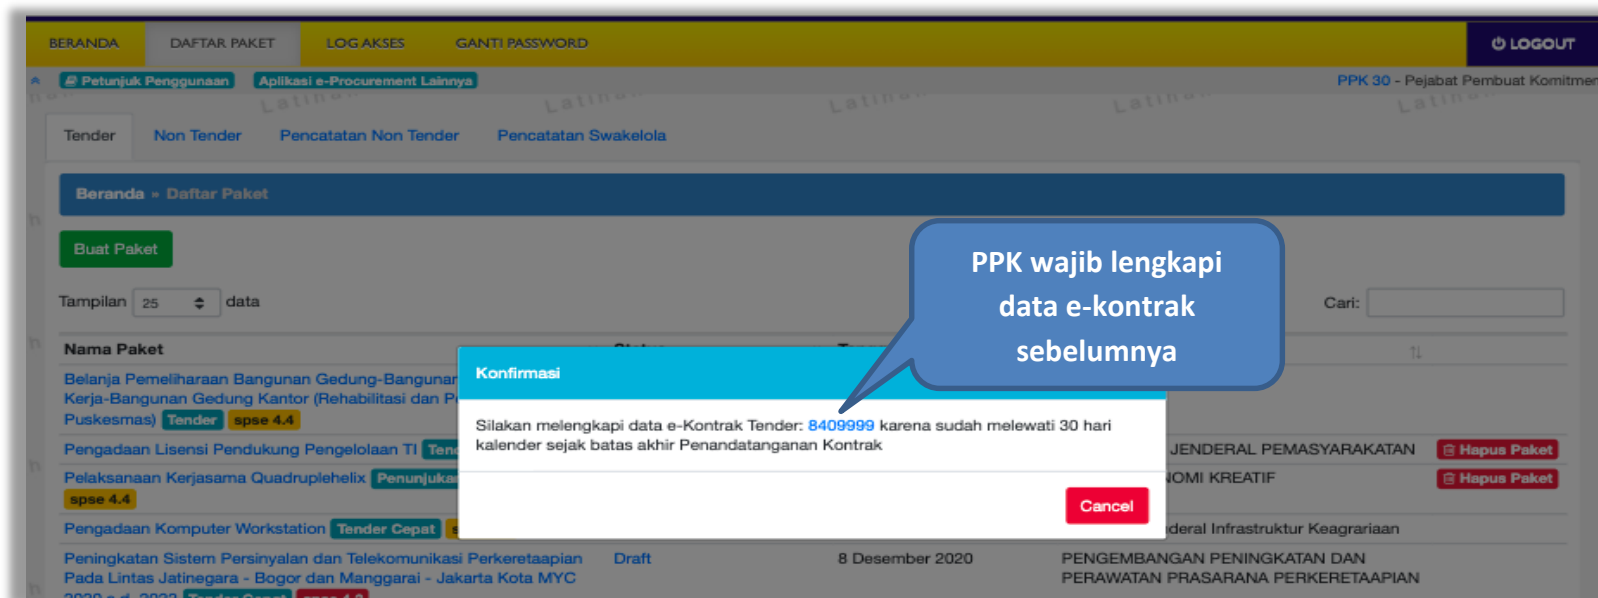 BERANDA DAFTAR PAKET LOG AKSES GANTI PASSWORD LOGOUT
Petunjuk Penggunaan Aplikasi e-Procurement Lainnya PPK 30 - Pejabat Pembuat Komitmen
Tender Non Tender Pencatatan Non Tender Pencatatan Swakelola
Beranda » Daftar Paket
Buat Paket
PPK wajib lengkapi
data e-kontrak
sebelumnya
Tampilan 25 data Cari:
Nama Paket Status
Konfirmasi
Silakan melengkapi data e-Kontrak Tender: 8409999 karena sudah melewati 30 hari
kalender sejak batas akhir Penandatanganan Kontrak
Cancel
Belanja Pemeliharaan Bangunan Gedung-Bangunan
Kerja-Bangunan Gedung Kantor (Rehabilitasi dan
Puskesmas) Tender spse 4.4
Pengadaan Lisensi Pendukung Pengelolaan TI JENDERAL PEMASYARAKATAN Hapus Paket
Pelaksanaan Kerjasama Quadruplehelix KREATIF Hapus Paket
spse 4.4
Pengadaan Komputer Workstation Tender Cepat Infrastruktur Keagrariaan
Peningkatan Sistem Persinyalan dan Telekomunikasi Perkeretaapian Draft 8 Desember 2020 PENGEMBANGAN PENINGKATAN DAN
Pada Lintas Jatinegara - Bogor dan Manggarai - Jakarta Kota MYC PERAWATAN PRASARANA PERKERETAAPIAN
Tender Cepat